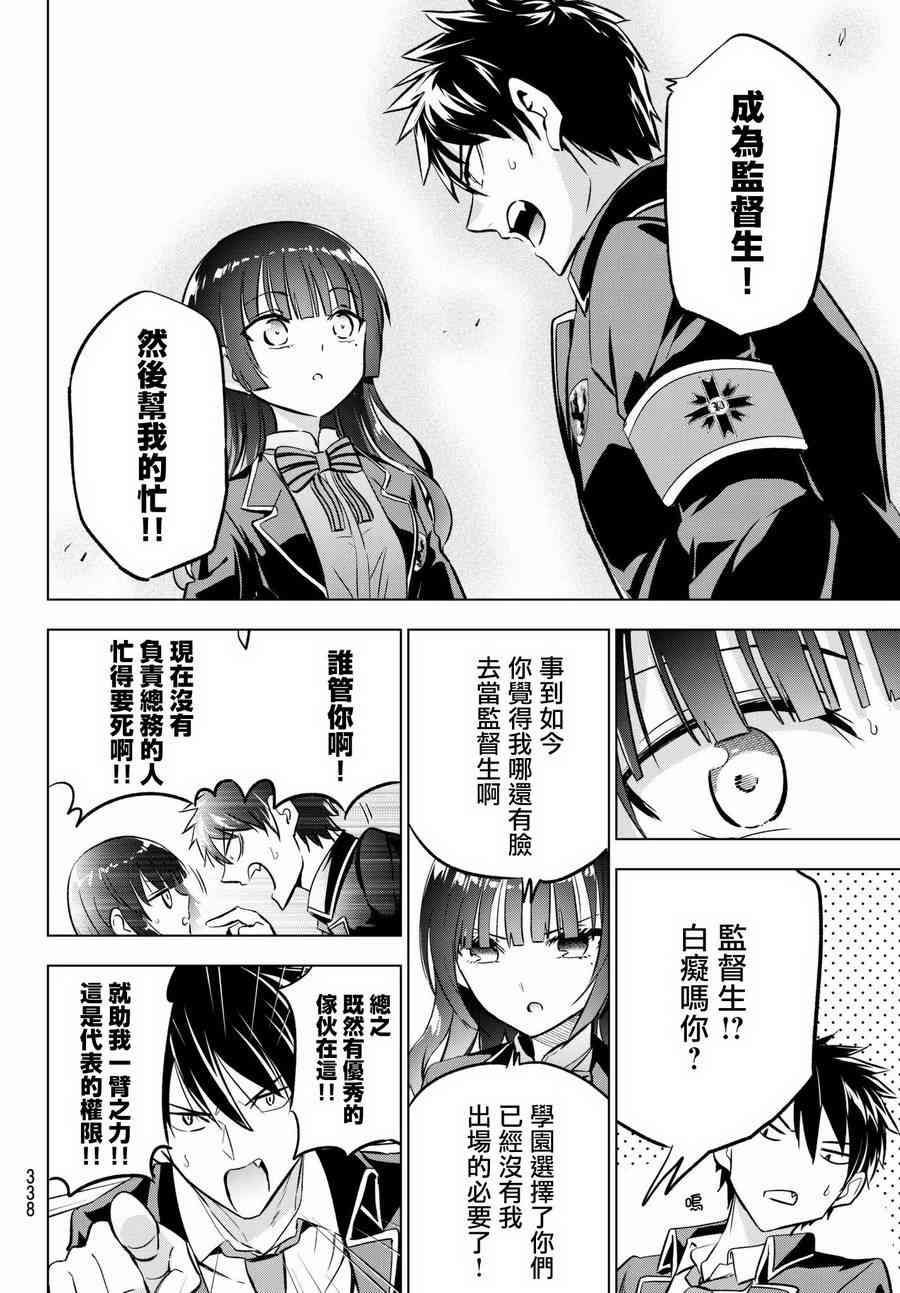 成為監督生！
然後幫我的忙!!
監督生!?
白癡嗎你？
嗚
事到如今
你覺得我哪還有臉
去當監督生啊
學園選擇了你們
已經沒有我
出場的必要了！
誰管你啊！
現在沒有
負責總務的人
忙得要死啊!!
總之
既然有優秀的
傢伙在這!!
就助我一臂之力!!
這是代表的權限!!
338